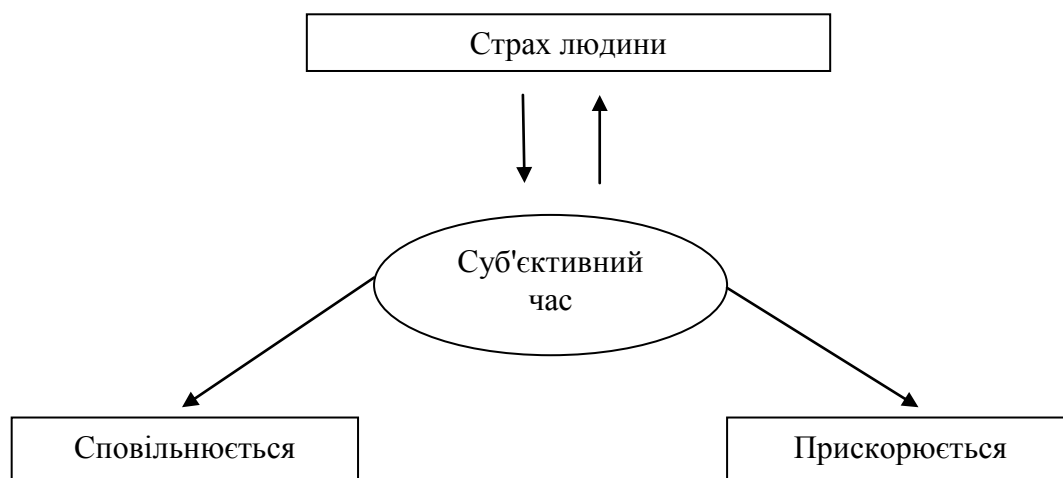 Страх людини
Суб'єктивний
час
Сповільнюється
Прискорюється